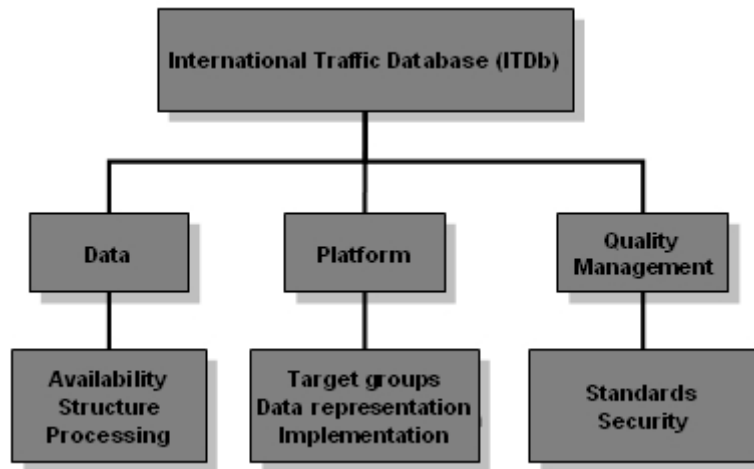 International Traffic Database (ITDb)
Data
Platform
Quality
Management
Availability
Structure
Processing
Target groups
Data representation
Implementation
Standards
Security